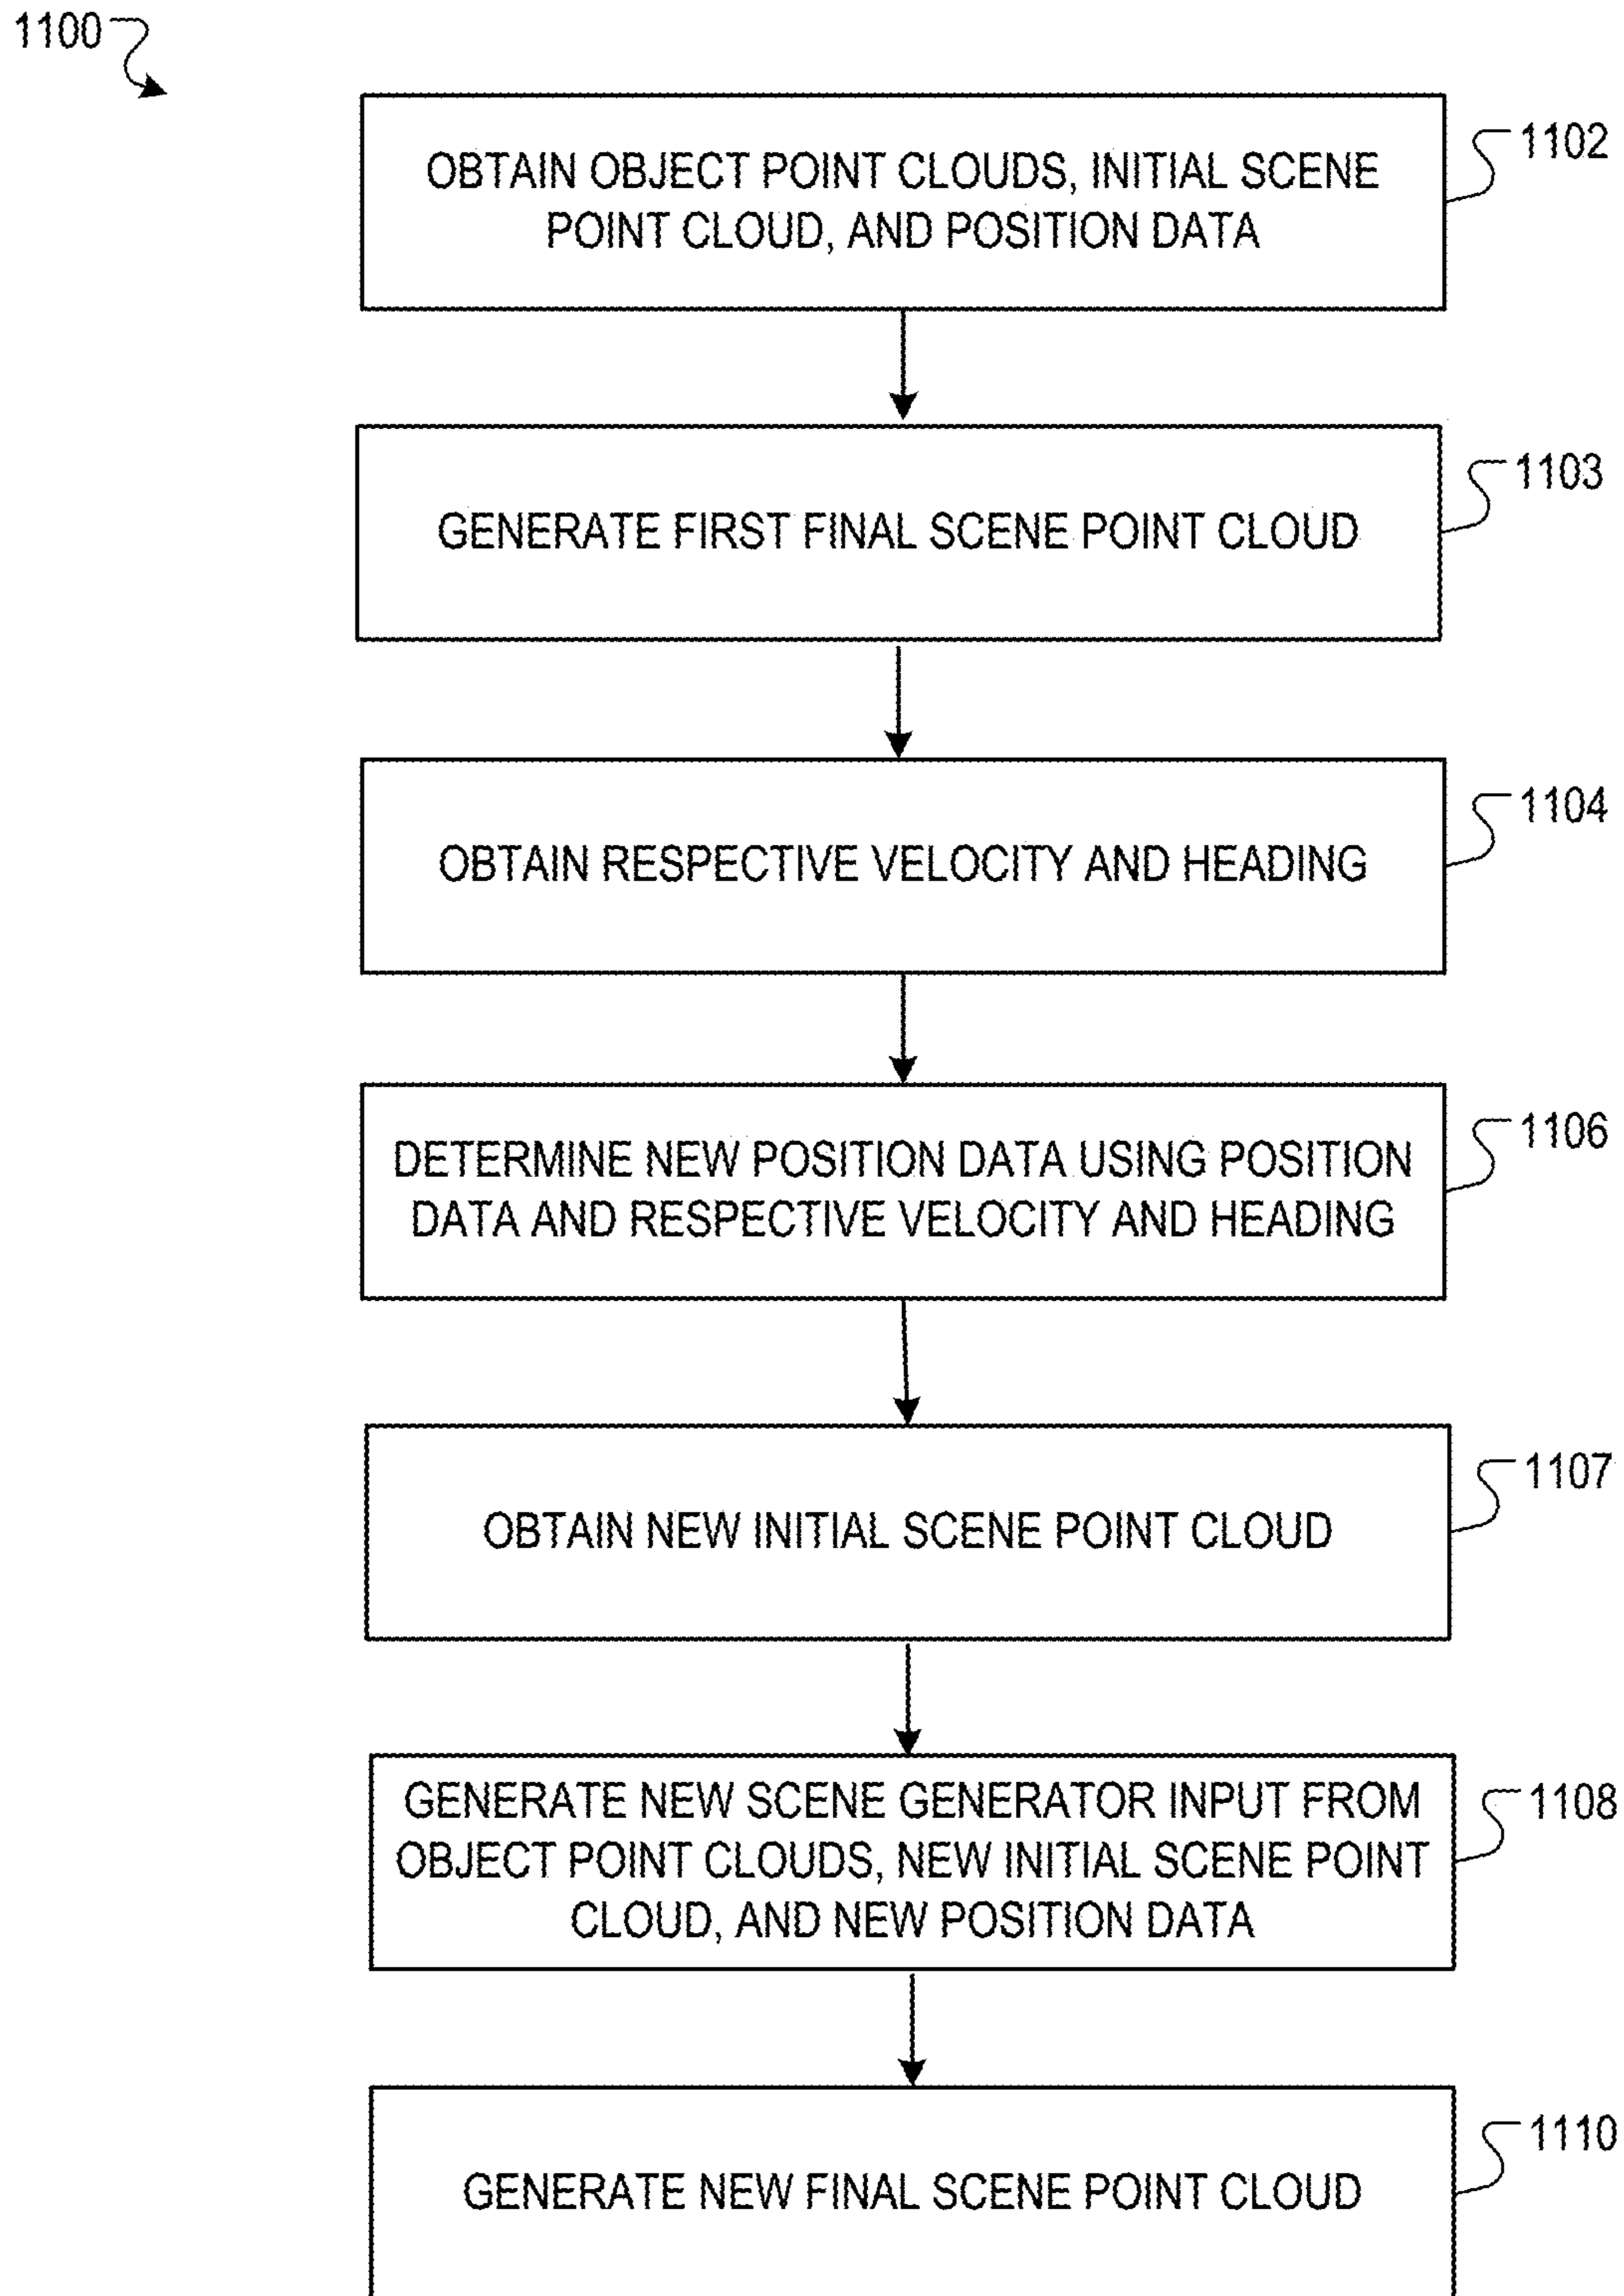 1100
OBTAIN OBJECT POINT CLOUDS, INITIAL SCENE
POINT CLOUD, AND POSITION DATA
1102
GENERATE FIRST FINAL SCENE POINT CLOUD
1103
OBTAIN RESPECTIVE VELOCITY AND HEADING
1104
DETERMINE NEW POSITION DATA USING POSITION
DATA AND RESPECTIVE VELOCITY AND HEADING
1106
OBTAIN NEW INITIAL SCENE POINT CLOUD
1107
GENERATE NEW SCENE GENERATOR INPUT FROM
OBJECT POINT CLOUDS, NEW INITIAL SCENE POINT
CLOUD, AND NEW POSITION DATA
1108
GENERATE NEW FINAL SCENE POINT CLOUD
1110